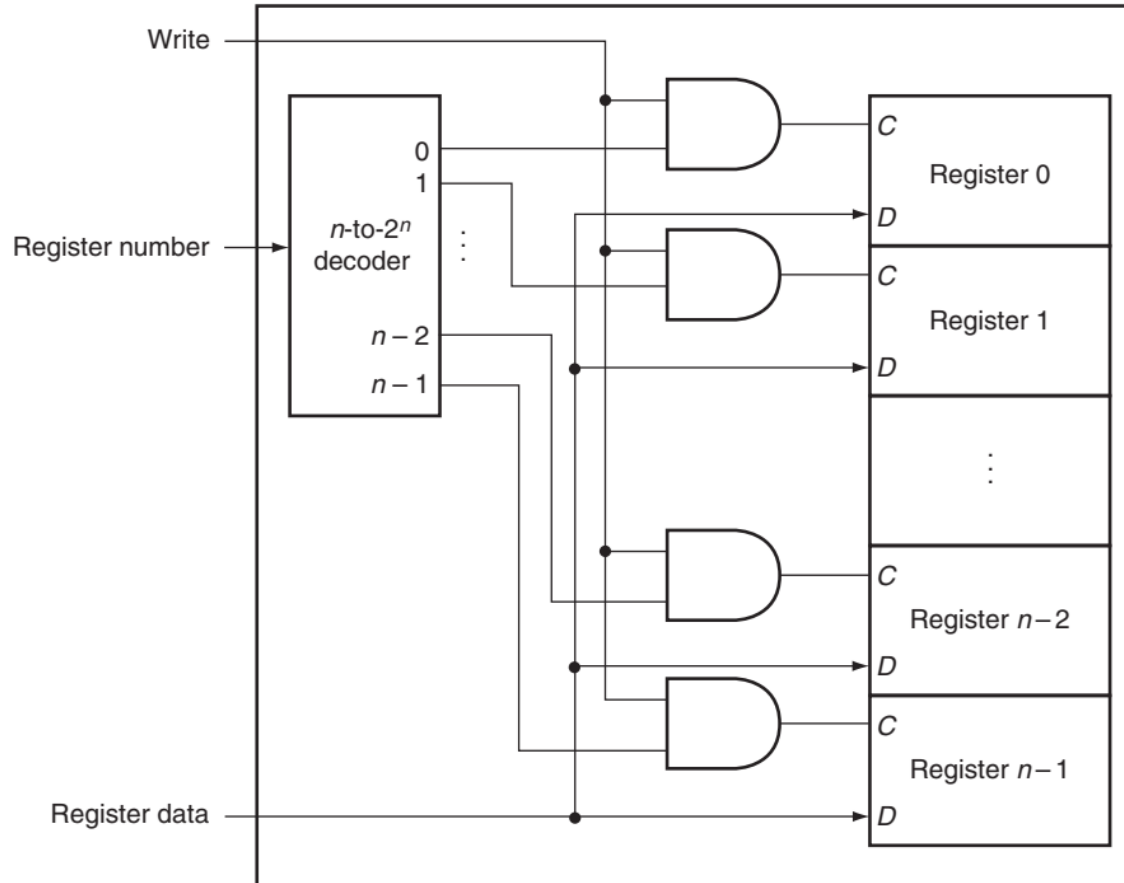 Write
C
0
Register 0
1
n-to-2ⁿ
decoder
D
Register number
C
Register 1
n – 2
D
n – 1
C
Register n – 2
D
C
Register n – 1
Register data
D